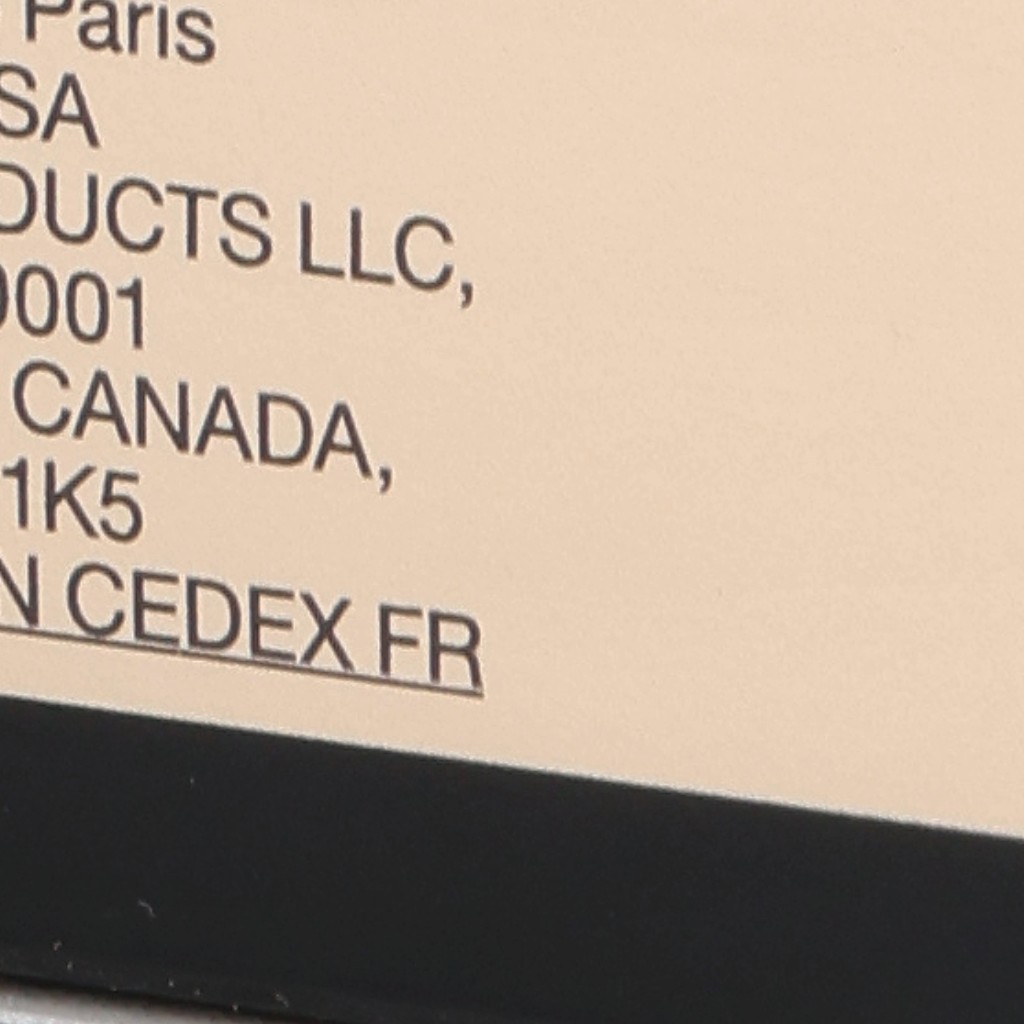 Paris
SA
DUCTS LLC,
0001
CANADA,
1K5
N CEDEX FR